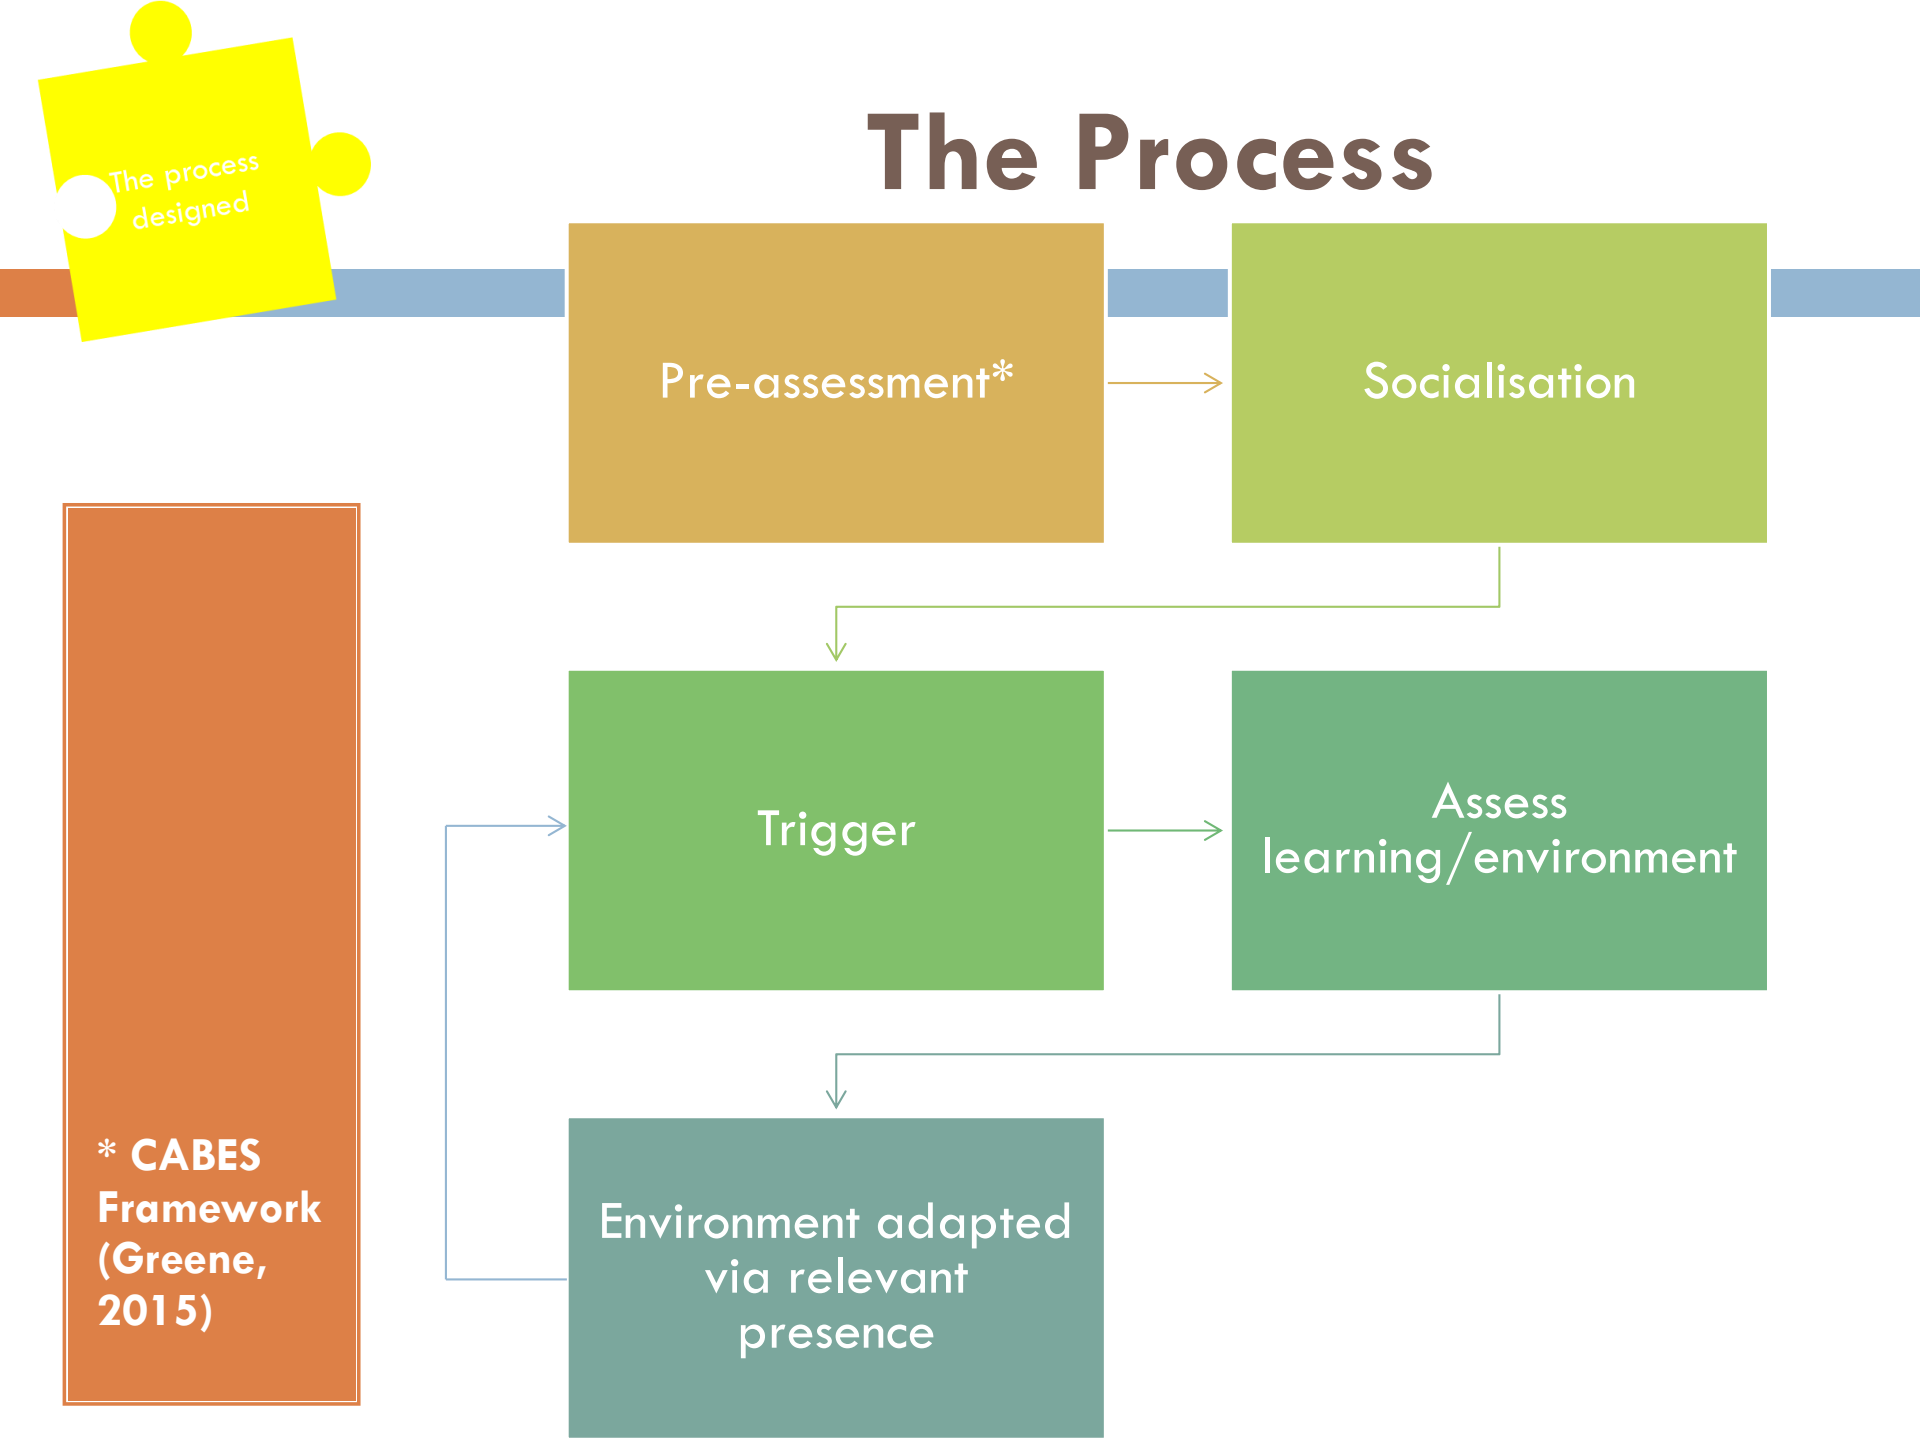 The process
designed
The Process
Pre-assessment*
Socialisation
Trigger
Assess
learning/environment
Environment adapted
via relevant
presence
* CABES
Framework
(Greene,
2015)